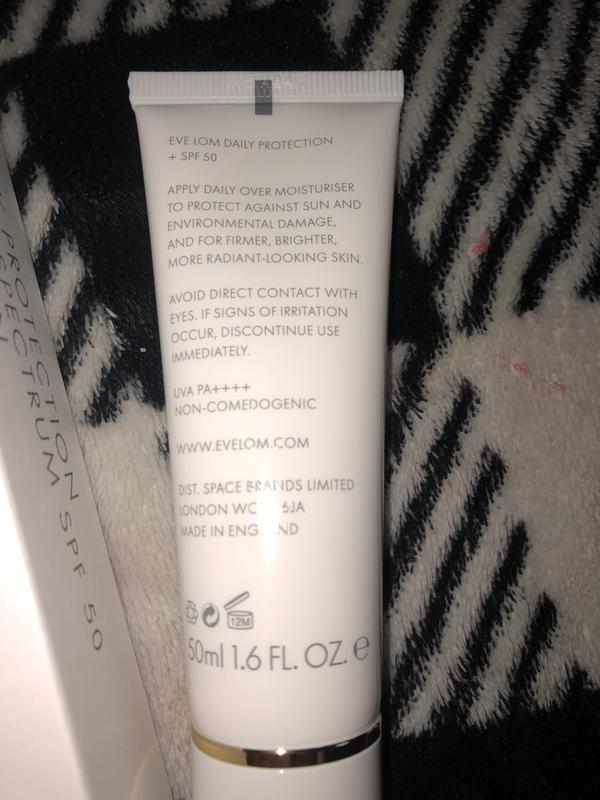 EVE LOM DAILY PROTECTION
+ SPF 50
APPLY DAILY OVER MOISTURISER
TO PROTECT AGAINST SUN AND
ENVIRONMENTAL DAMAGE,
AND FOR FIRMER, BRIGHTER,
MORE RADIANT-LOOKING SKIN.
AVOID DIRECT CONTACT WITH
EYES. IF SIGNS OF IRRITATION
OCCUR, DISCONTINUE USE
IMMEDIATELY.
UVA PA++++
NON-COMEDOGENIC
WWW.EVELOM.COM
DIST. SPACE BRANDS LIMITED
LONDON 6JA
MADE IN
12M
50ml 1.6 FL. OZ. e
PROTECTION
SPECTRUM SPF 50